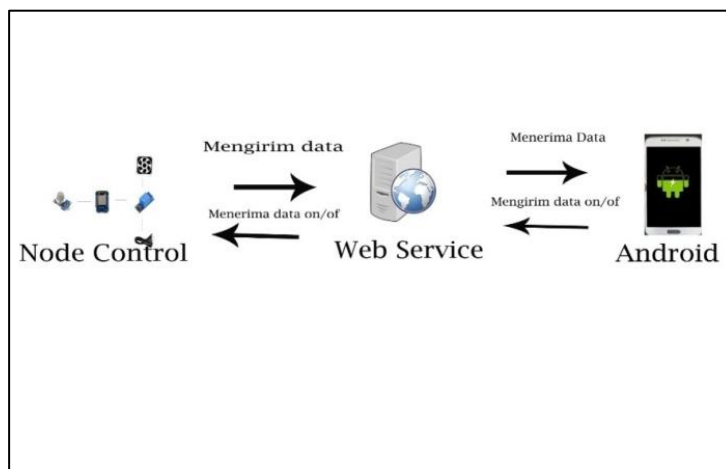 Mengirim data
Menerima data on/of
Node Control
Web Service
Menerima Data
Mengirim data on/of
Android